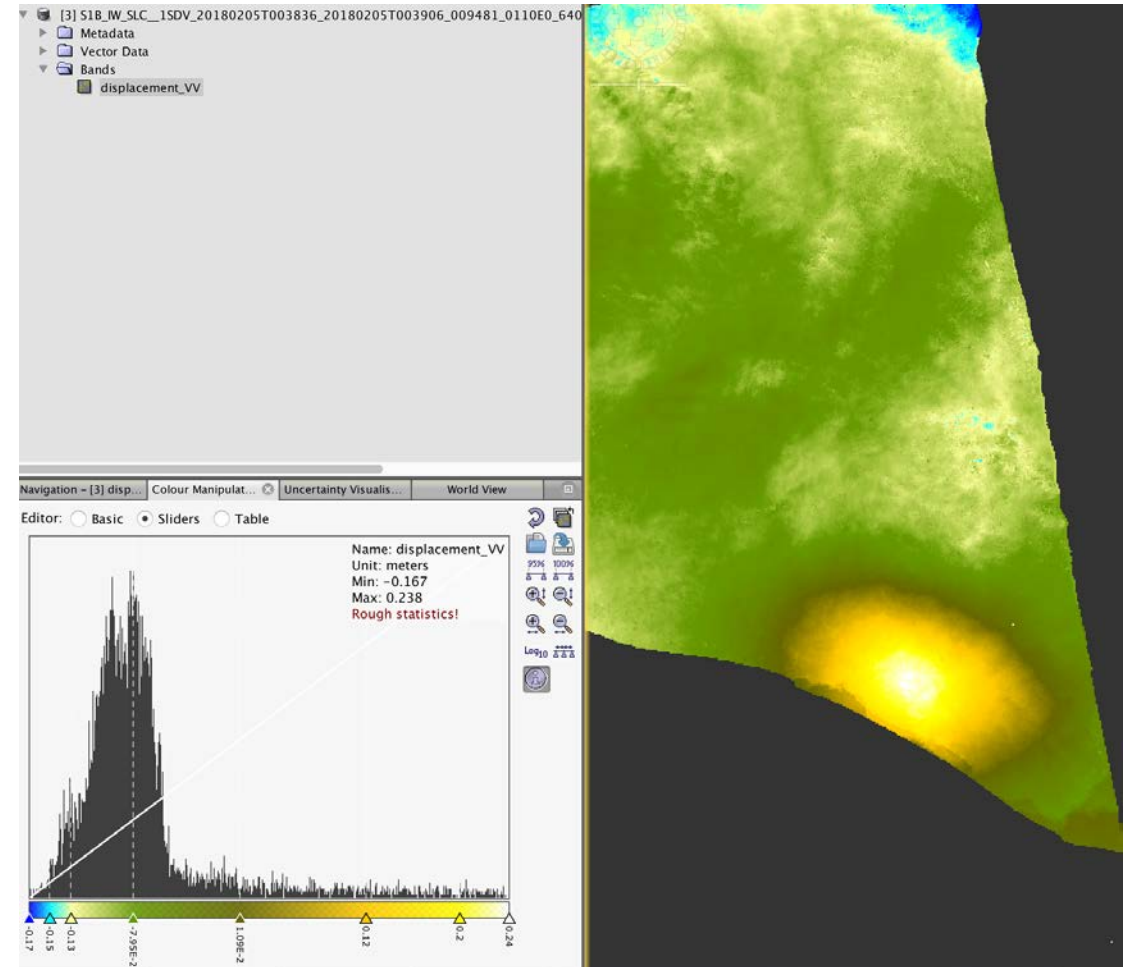 [3] S1B_IW_SLC__1SDV_20180205T003836_20180205T003906_009481_0110E0_640
Metadata
Vector Data
Bands
displacement_VV
Navigation – [3] disp... Colour Manipulat... Uncertainty Visualis... World View
Editor: Basic Sliders Table
Name: displacement_VV
Unit: meters
Min: -0.167
Max: 0.238
Rough statistics!
95% 100%
Log10
-0.17 -0.15 -0.13 -7.95E-2 1.09E-2 0.12 0.2 0.24